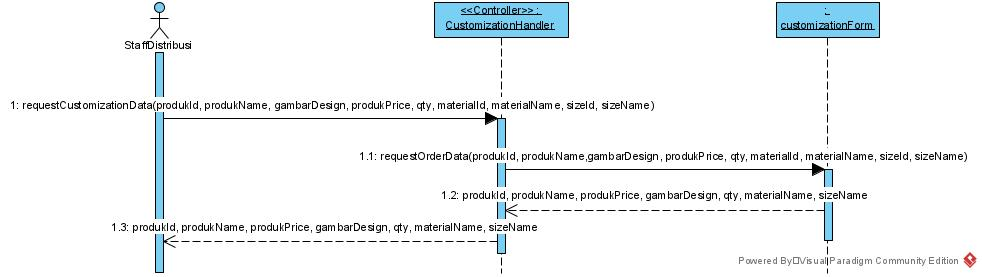 <<Controller>> :
CustomizationHandler
:
customizationForm
StaffDistribusi
1: requestCustomizationData(produkId, produkName, gambarDesign, produkPrice, qty, materialId, materialName, sizeId, sizeName)
1.1: requestOrderData(produkId, produkName,gambarDesign, produkPrice, qty, materialId, materialName, sizeId, sizeName)
1.2: produkId, produkName, produkPrice, gambarDesign, qty, materialName, sizeName
1.3: produkId, produkName, produkPrice, gambarDesign, qty, materialName, sizeName
Powered By Visual Paradigm Community Edition